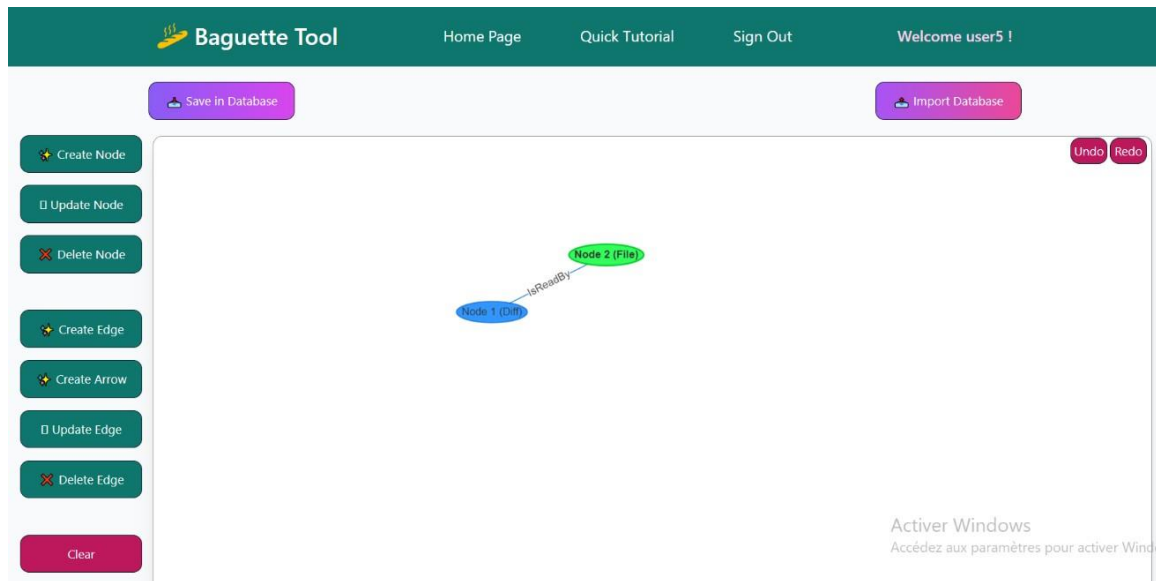 Baguette Tool Home Page Quick Tutorial Sign Out Welcome user5 !
Save in Database Import Database
Create Node
Undo Redo
Update Node
Delete Node
Node 2 (File)
IsReadBy
Node 1 (Diff)
Create Edge
Create Arrow
Update Edge
Delete Edge
Clear
Activer Windows
Accédez aux paramètres pour activer Wind